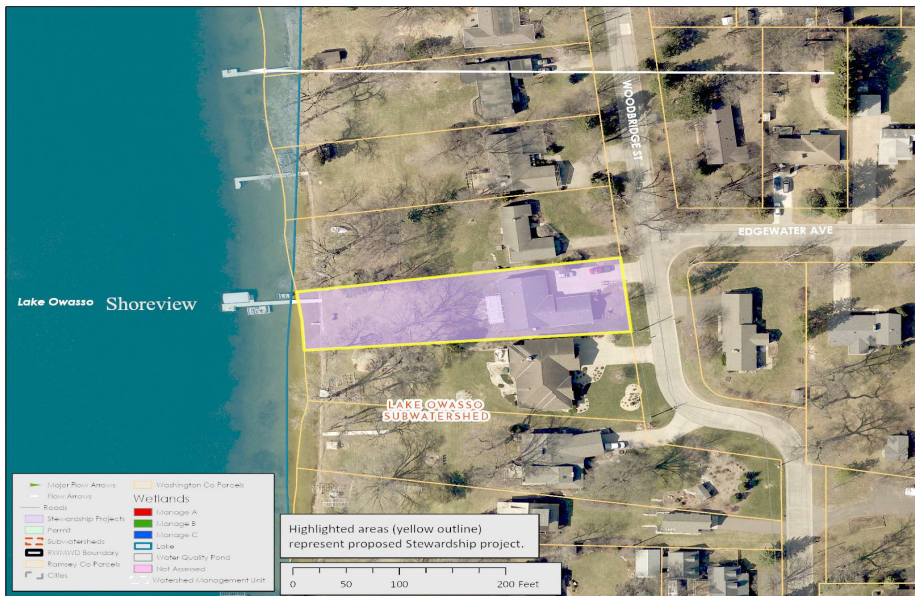 WOODBRIDGE ST
EDGEWATER AVE
Lake Owasso
Shoreview
LAKE OWASSO
SUBWATERSHED
Major Flow Arrows
Flow Arrows
Roads
Stewardship Projects
Permit
Subwatersheds
RWMWD Boundary
Ramsey Co Parcels
Cities
Washington Co Parcels
Wetlands
Manage A
Manage B
Manage C
Lake
Water Quality Pond
Not Assessed
Watershed Management Unit
Highlighted areas (yellow outline)
represent proposed Stewardship project.
0 50 100 200 Feet